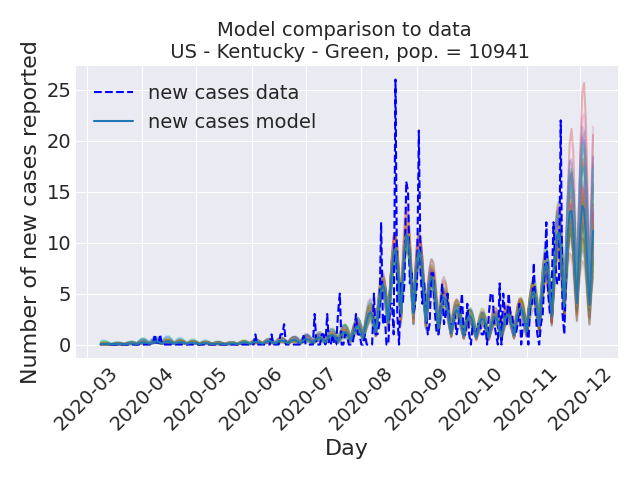 Model comparison to data
US - Kentucky - Green, pop. = 10941
Number of new cases reported
25
20
15
10
5
0
new cases data
new cases model
2020-03
2020-04
2020-05
2020-06
2020-07
2020-08
2020-09
2020-10
2020-11
2020-12
Day